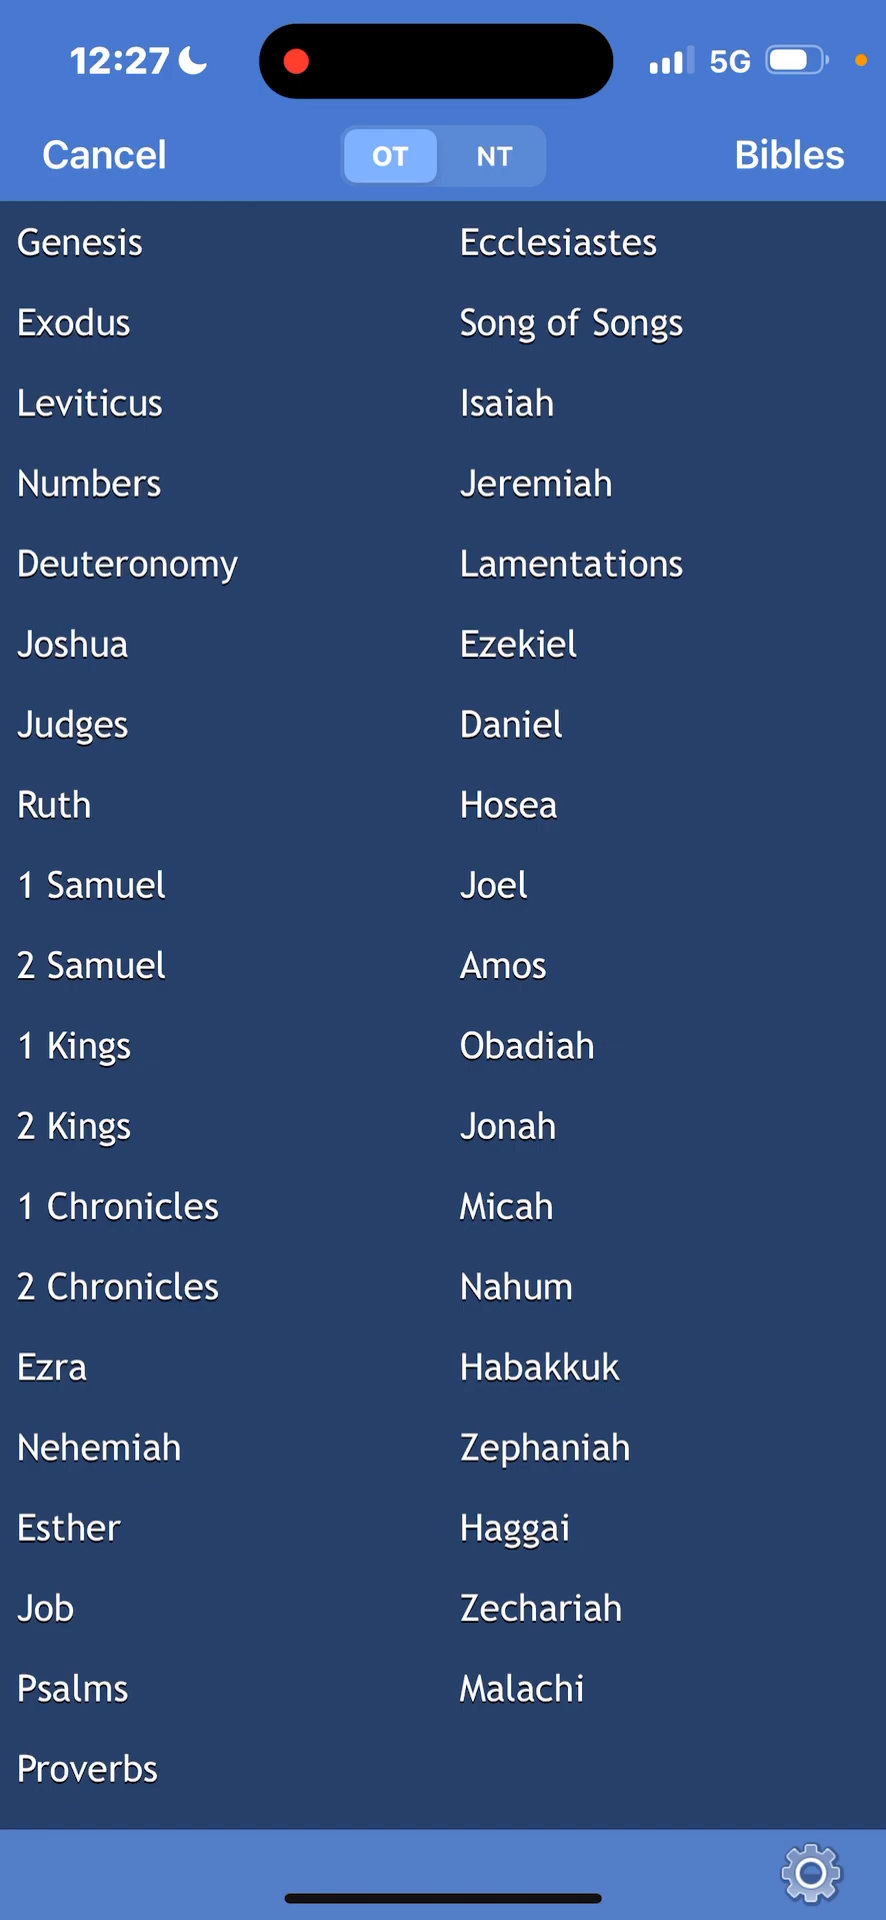 12:27
5G
Cancel
OT
NT
Bibles
Genesis
Exodus
Leviticus
Numbers
Deuteronomy
Joshua
Judges
Ruth
1 Samuel
2 Samuel
1 Kings
2 Kings
1 Chronicles
2 Chronicles
Ezra
Nehemiah
Esther
Job
Psalms
Proverbs
Ecclesiastes
Song of Songs
Isaiah
Jeremiah
Lamentations
Ezekiel
Daniel
Hosea
Joel
Amos
Obadiah
Jonah
Micah
Nahum
Habakkuk
Zephaniah
Haggai
Zechariah
Malachi